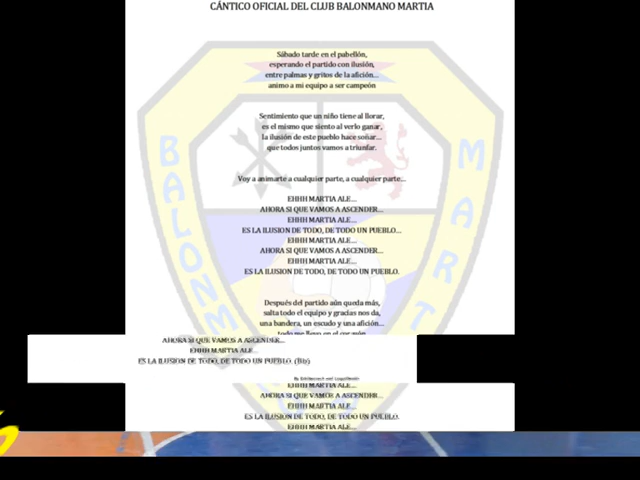 CÁNTICO OFICIAL DEL CLUB BALONMANO MARTIA
Sábado tarde en el pabellón,
esperando el partido con ilusión,
entre palmas y gritos de la afición...
animo a mi equipo a ser campeón
Sentimiento que un niño tiene al llorar,
es el mismo que siento al verlo ganar,
la ilusión de este pueblo hace soñar...
que todos juntos vamos a triunfar.
Voy a animarte a cualquier parte, a cualquier parte...
EHHH MARTIA ALE...
AHORA SI QUE VAMOS A ASCENDER...
EHHH MARTIA ALE...
ES LA ILUSION DE TODO, DE TODO UN PUEBLO...
EHHH MARTIA ALE...
AHORA SI QUE VAMOS A ASCENDER...
EHHH MARTIA ALE...
ES LA ILUSION DE TODO, DE TODO UN PUEBLO.
Después del partido aún queda más,
salta todo el equipo y gracias nos da,
una bandera, un escudo y una afición...
todo me llevo en el corazón
AHORA SI QUE VAMOS A ASCENDER...
EHHH MARTIA ALE...
ES LA ILUSION DE TODO, DE TODO UN PUEBLO. (Bis)
By
EHHH MARTIA ALE...
AHORA SI QUE VAMOS A ASCENDER...
EHHH MARTIA ALE...
ES LA ILUSION DE TODO, DE TODO UN PUEBLO.
EHHH MARTIA ALE...
BALONM
MART